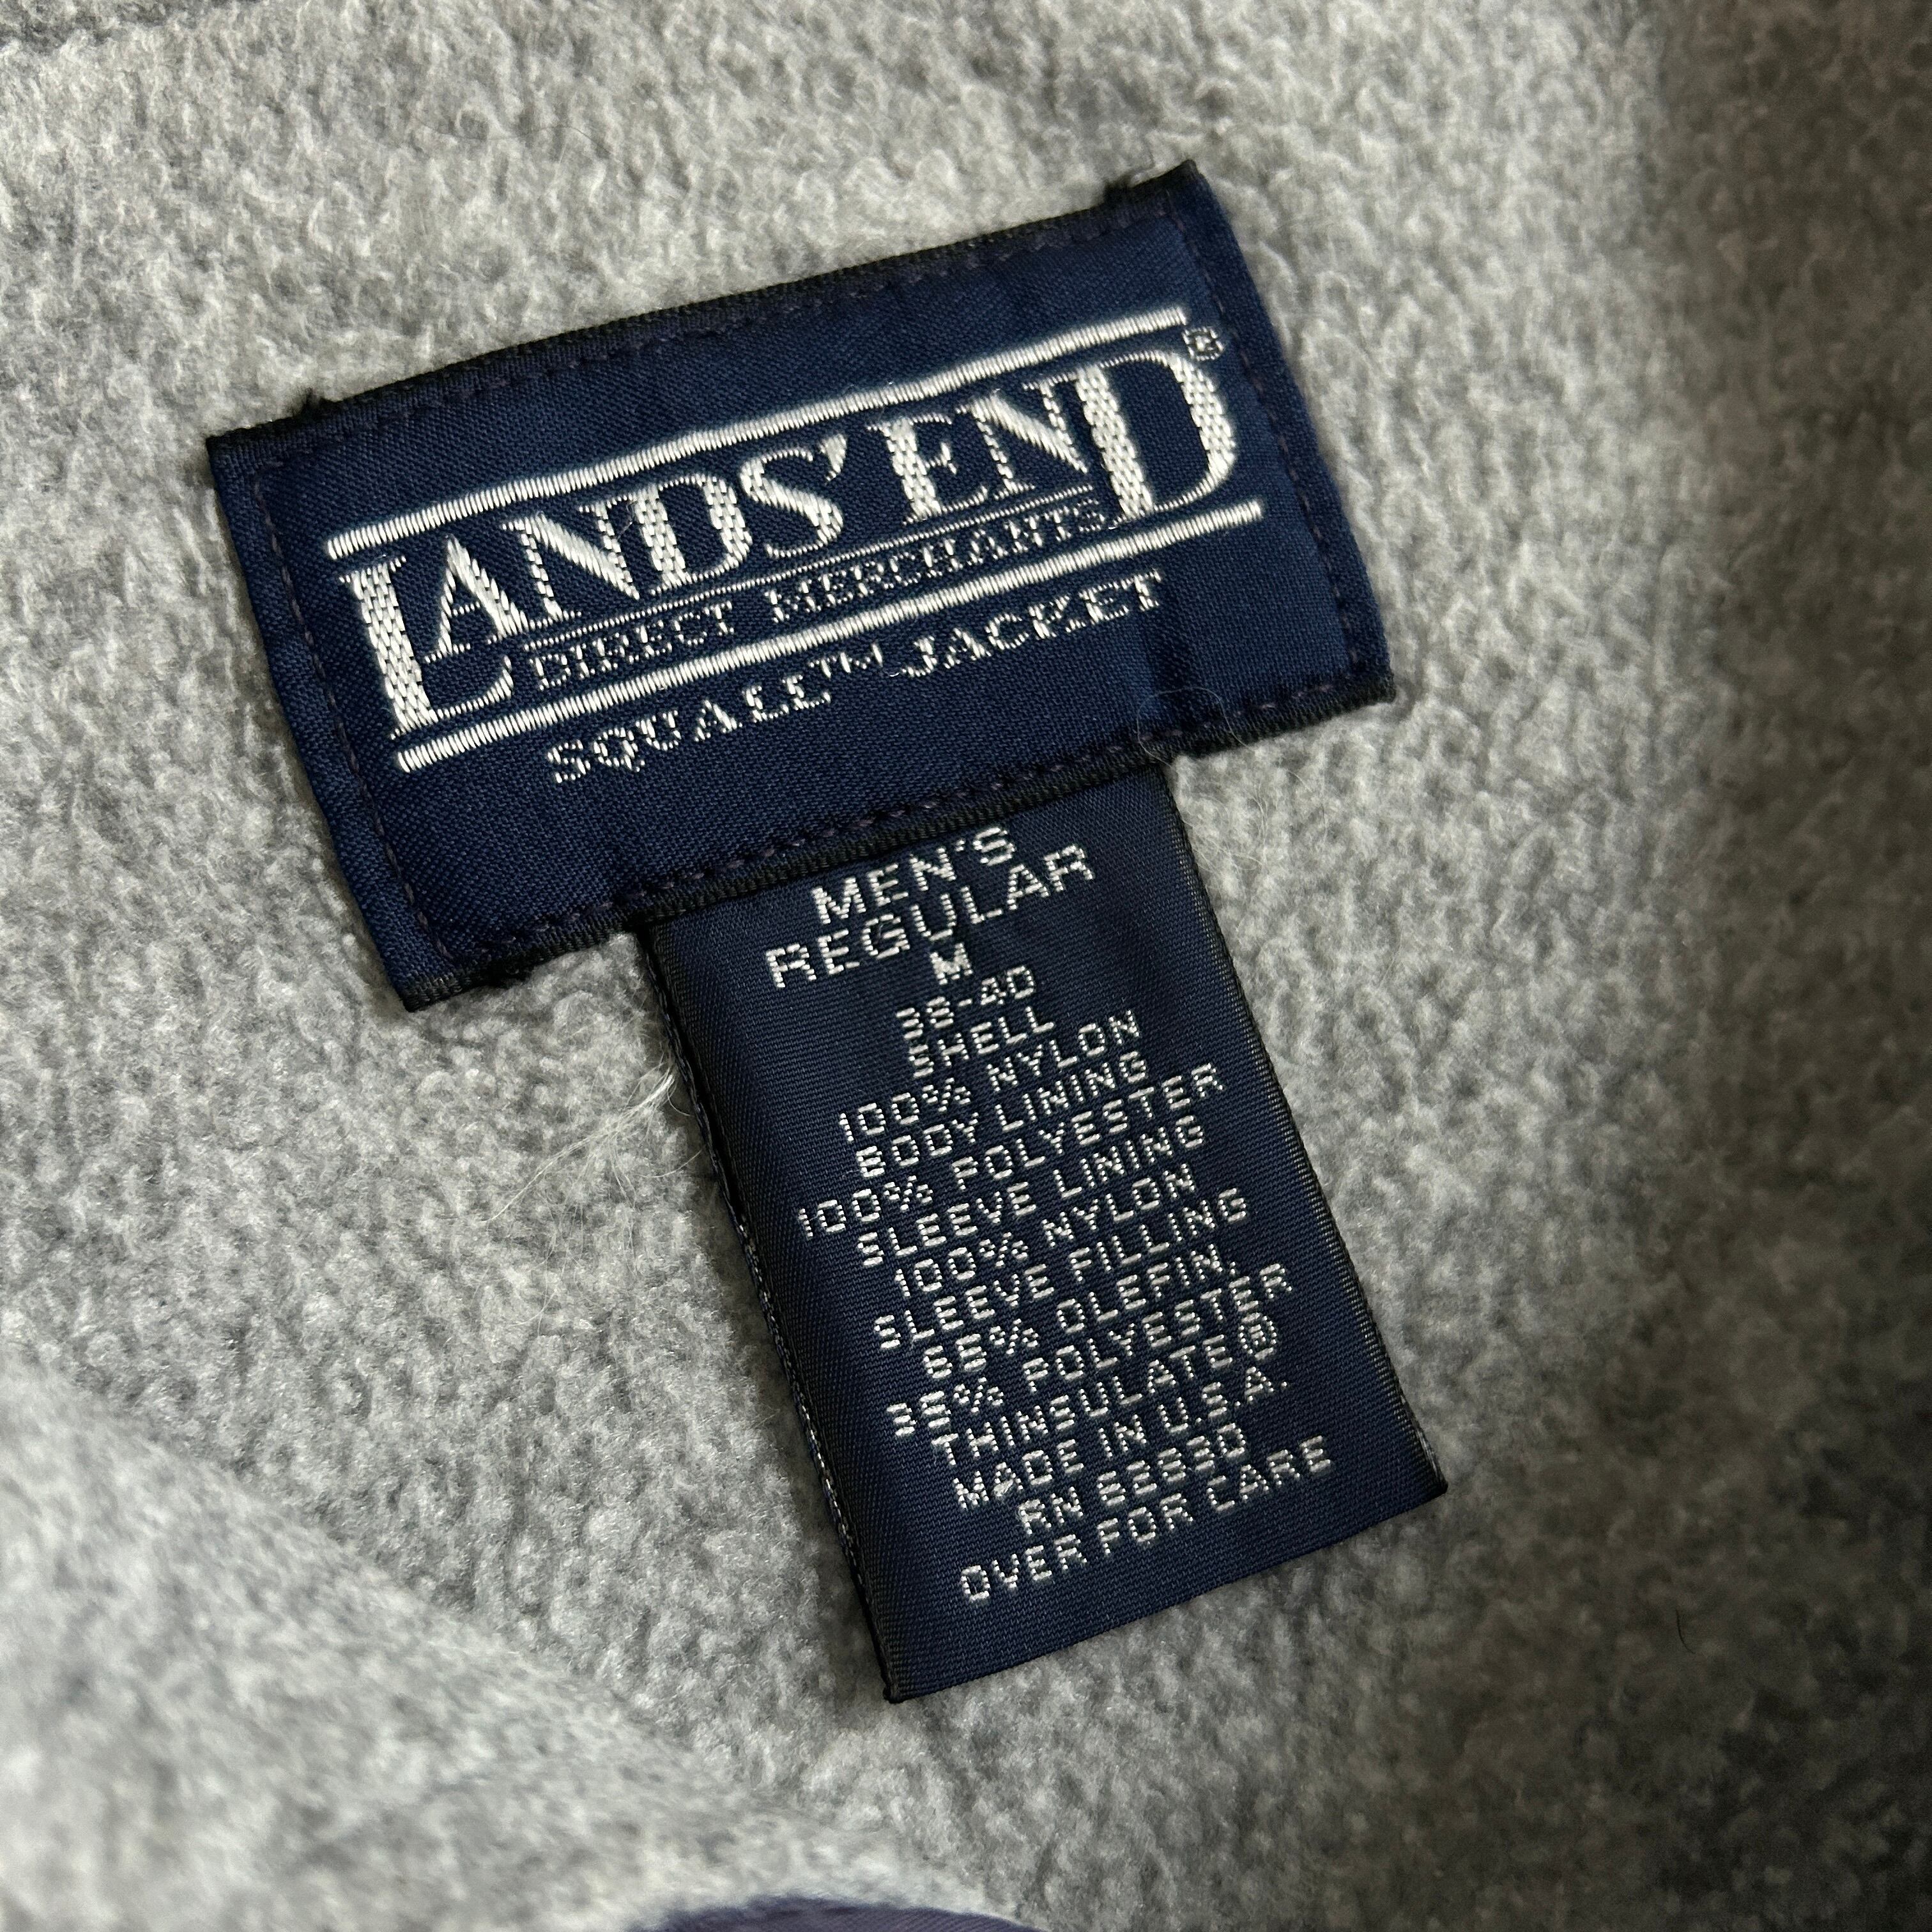 LANDS' END®
DIRECT MERCHANTS
SQUALL™ JACKET
MEN'S
REGULAR
M
38-40
SHELL
100% NYLON
BODY LINING
100% POLYESTER
SLEEVE LINING
100% NYLON
SLEEVE FILLING
65% OLEFIN,
35% POLYESTER
THINSULATE®
MADE IN U.S.A.
RN 62830
OVER FOR CARE